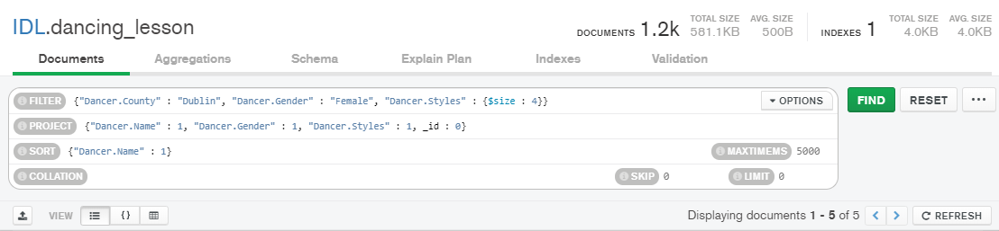 IDL.dancing_lesson
DOCUMENTS 1.2k TOTAL SIZE 581.1KB AVG. SIZE 500B INDEXES 1 TOTAL SIZE 4.0KB AVG. SIZE 4.0KB
Documents Aggregations Schema Explain Plan Indexes Validation
FILTER {"Dancer.County" : "Dublin", "Dancer.Gender" : "Female", "Dancer.Styles" : {$size : 4}} OPTIONS FIND RESET ...
PROJECT {"Dancer.Name" : 1, "Dancer.Gender" : 1, "Dancer.Styles" : 1, _id : 0}
SORT {"Dancer.Name" : 1} MAXTIMEMS 5000
COLLATION SKIP 0 LIMIT 0
VIEW {} Displaying documents 1 - 5 of 5 < > REFRESH